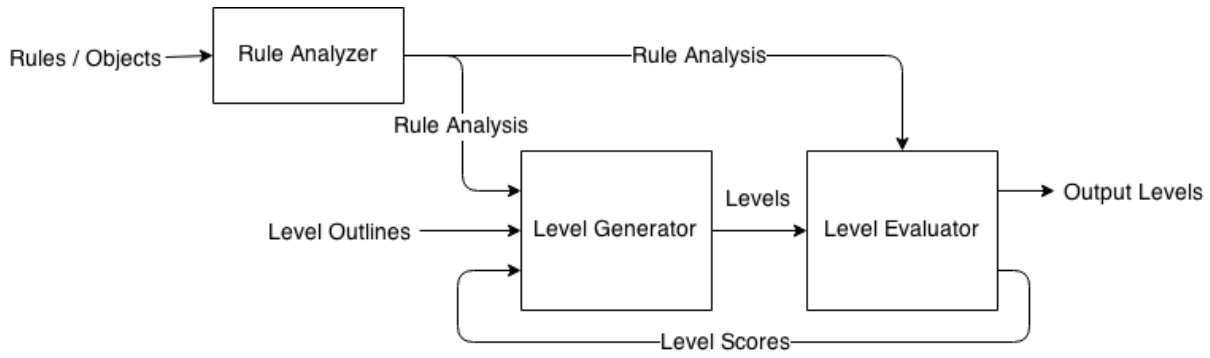 Rules / Objects
Rule Analyzer
Rule Analysis
Rule Analysis
Level Outlines
Level Generator
Levels
Level Evaluator
Output Levels
Level Scores